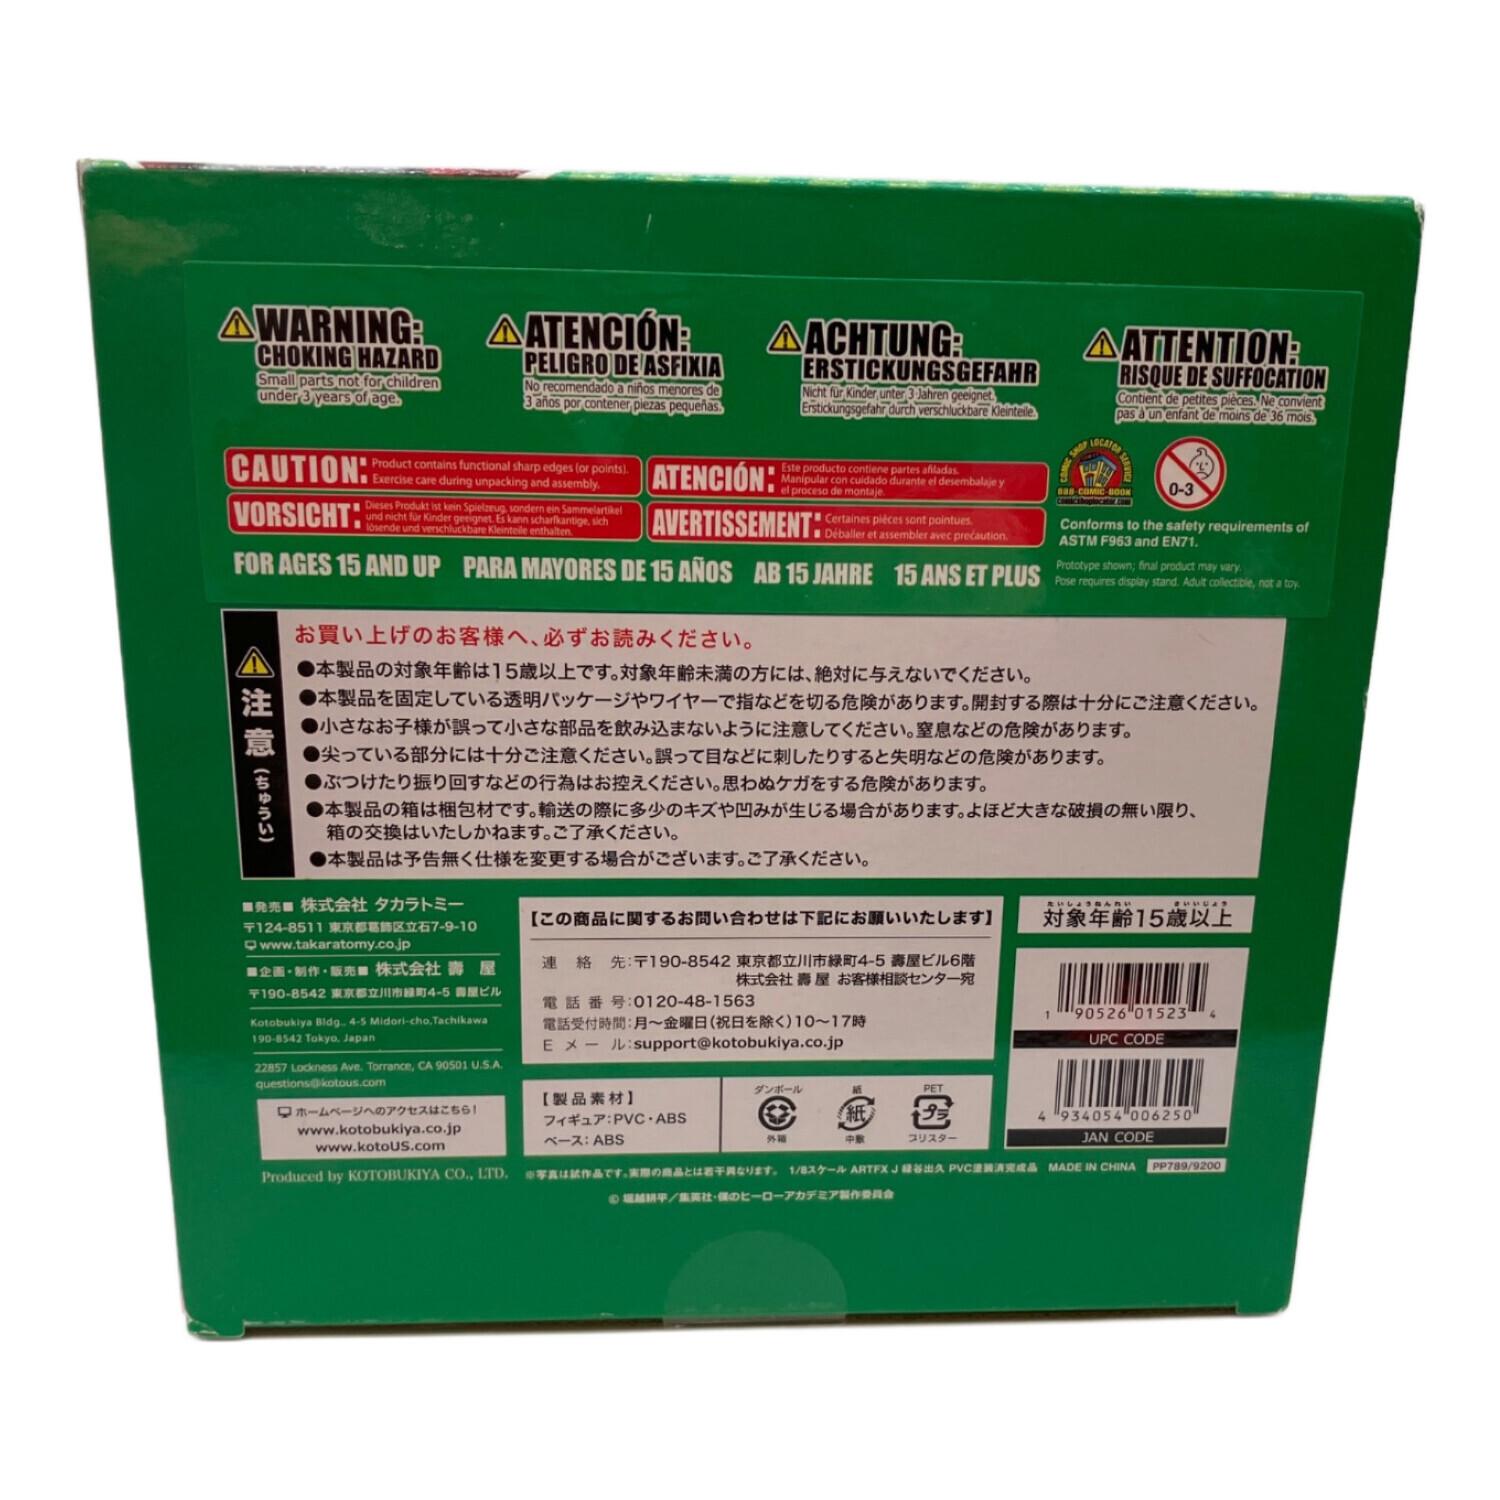 WARNING:
CHOKING HAZARD
Small parts not for children
under 3 years of age.
ATENCIÓN:
PELIGRO DE ASFIXIA
No recomendado a niños menores de
3 años por contener piezas pequeñas.
ACHTUNG:
ERSTICKUNGSGEFAHR
Nicht für Kinder unter 3 Jahren geeignet.
Erstickungsgefahr durch verschluckbare Kleinteile.
ATTENTION:
RISQUE DE SUFFOCATION
Contient de petites pièces. Ne convient
pas à un enfant de moins de 36 mois.
CAUTION: Product contains functional sharp edges (or points).
Exercise care during unpacking and assembly.
ATENCIÓN: Este producto contiene partes afiladas.
Manipular con cuidado durante el desembalaje y
el proceso de montaje.
VORSICHT: Dieses Produkt ist kein Spielzeug, sondern ein Sammelartikel
und nicht für Kinder geeignet. Es kann scharfkantige, sich
lösende und verschluckbare Kleinteile enthalten.
AVERTISSEMENT: Certaines pièces sont pointues.
Déballer et assembler avec précaution.
COMIC SHOP LOCATOR SERVICE
888-COMIC-BOOK
comicshoplocator.com
0-3
Conforms to the safety requirements of
ASTM F963 and EN71.
FOR AGES 15 AND UP PARA MAYORES DE 15 AÑOS AB 15 JAHRE 15 ANS ET PLUS
Prototype shown; final product may vary.
Pose requires display stand. Adult collectible, not a toy.
注意(ちゅうい)
お買い上げのお客様へ、必ずお読みください。
●本製品の対象年齢は15歳以上です。対象年齢未満の方には、絶対に与えないでください。
●本製品を固定している透明パッケージやワイヤーで指などを切る危険があります。開封する際は十分にご注意ください。
●小さなお子様が誤って小さな部品を飲み込まないように注意してください。窒息などの危険があります。
●尖っている部分には十分ご注意ください。誤って目などに刺したりすると失明などの危険があります。
●ぶつけたり振り回すなどの行為はお控えください。思わぬケガをする危険があります。
●本製品の箱は梱包材です。輸送の際に多少のキズや凹みが生じる場合があります。よほど大きな破損の無い限り、
箱の交換はいたしかねます。ご了承ください。
●本製品は予告無く仕様を変更する場合がございます。ご了承ください。
■発売■ 株式会社 タカラトミー
〒124-8511 東京都葛飾区立石7-9-10
www.takaratomy.co.jp
■企画・制作・販売■ 株式会社 壽 屋
〒190-8542 東京都立川市緑町4-5 壽屋ビル
Kotobukiya Bldg., 4-5 Midori-cho,Tachikawa
190-8542 Tokyo, Japan
22857 Lockness Ave. Torrance, CA 90501 U.S.A.
questions@kotous.com
ホームページへのアクセスはこちら!
www.kotobukiya.co.jp
www.kotoUS.com
【この商品に関するお問い合わせは下記にお願いいたします】
連絡先:〒190-8542 東京都立川市緑町4-5 壽屋ビル6階
株式会社 壽屋 お客様相談センター宛
電話番号:0120-48-1563
電話受付時間:月〜金曜日(祝日を除く)10〜17時
Eメール:support@kotobukiya.co.jp
【製品素材】
フィギュア:PVC・ABS
ベース:ABS
ダンボール
外箱
紙
紙
中敷
PET
プラ
ブリスター
たいしょうねんれい さいいじょう
対象年齢15歳以上
1 90526 01523 4
UPC CODE
4 934054 006250
JAN CODE
Produced by KOTOBUKIYA CO., LTD.
※写真は試作品です。実際の商品とは若干異なります。 1/8スケール ARTFX J 緑谷出久 PVC塗装済完成品 MADE IN CHINA PP789/9200
© 堀越耕平／集英社・僕のヒーローアカデミア製作委員会